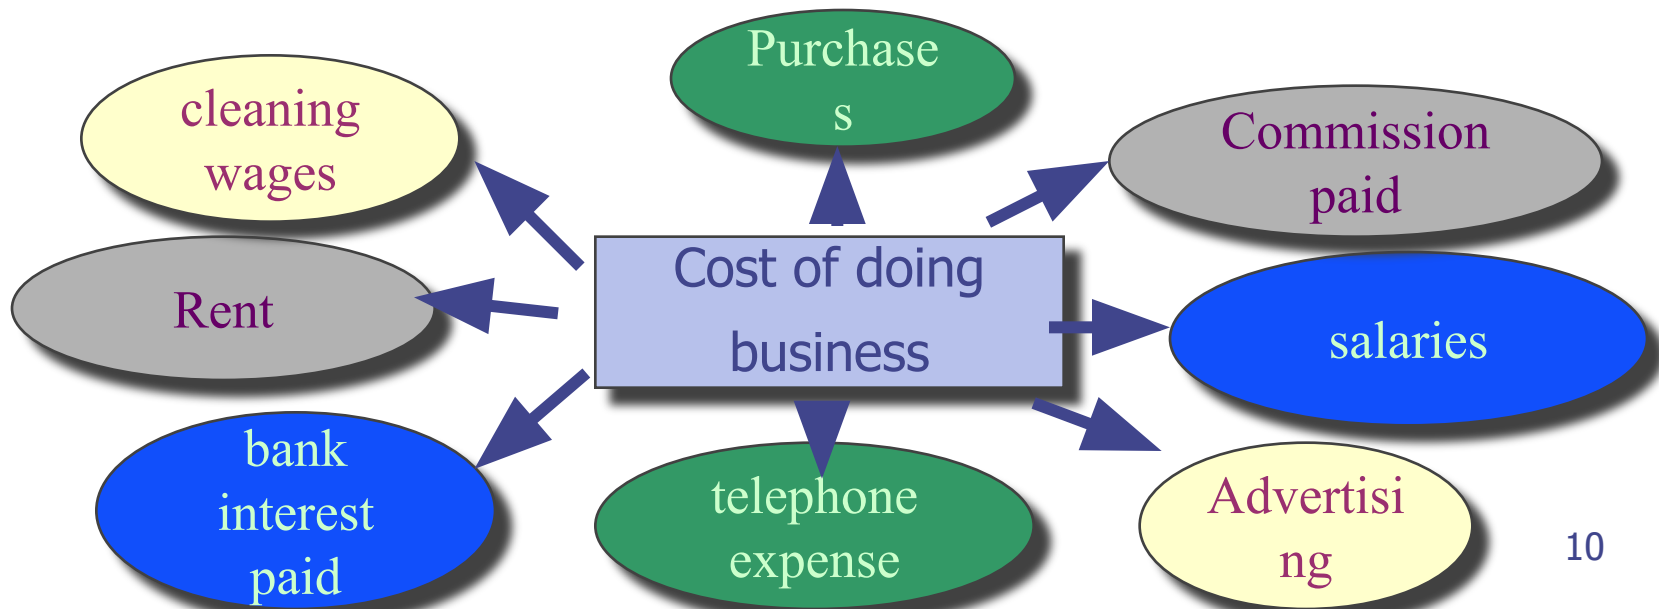 Purchase
s
cleaning
wages
Commission
paid
Cost of doing
business
Rent
salaries
bank
interest
paid
telephone
expense
Advertisi
ng
10